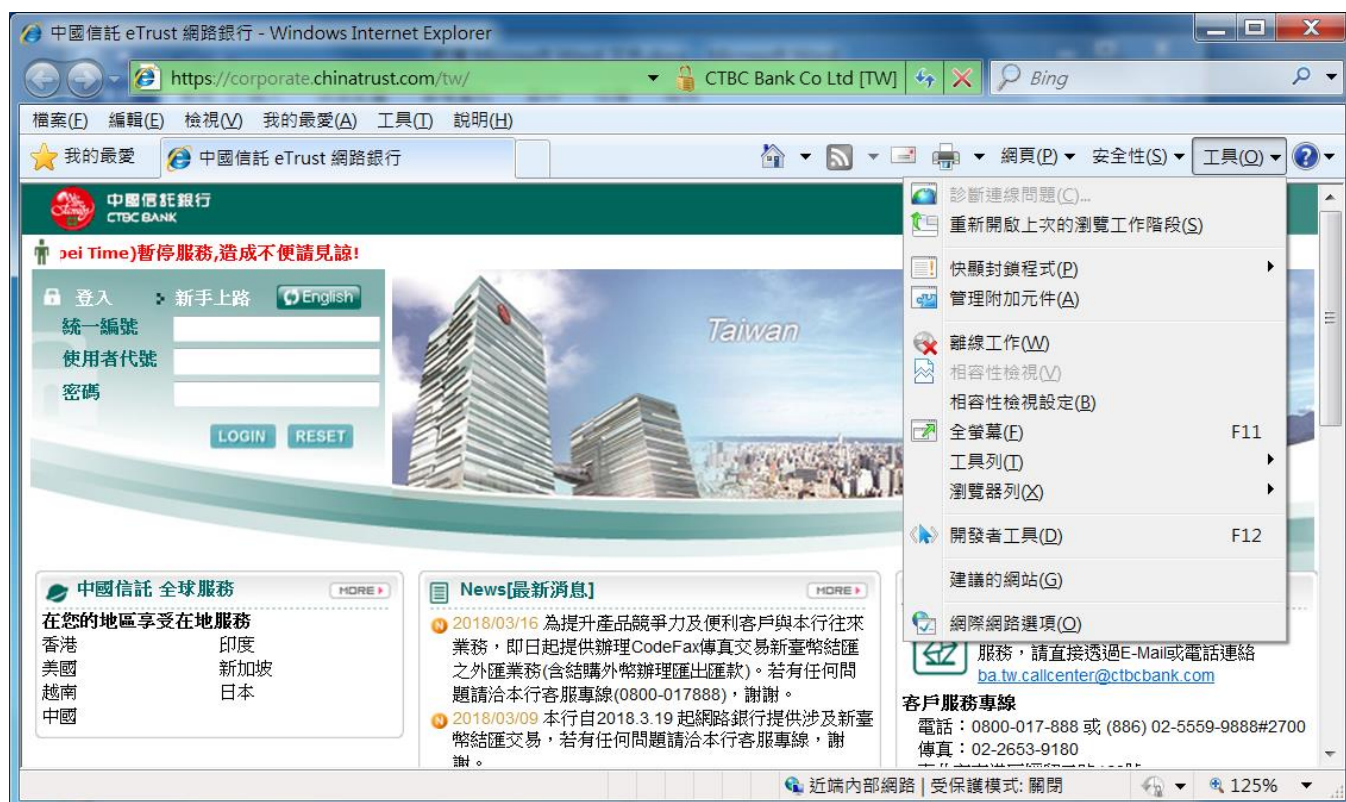 中國信託 eTrust 網路銀行 - Windows Internet Explorer
https://corporate.chinatrust.com/tw/
CTBC Bank Co Ltd [TW]
Bing
檔案(F) 編輯(E) 檢視(V) 我的最愛(A) 工具(T) 說明(H)
我的最愛
中國信託 eTrust 網路銀行
網頁(P) 安全性(S) 工具(O)
中國信託銀行
CTBC BANK
pei Time)暫停服務,造成不便請見諒!
登入 新手上路 English
統一編號
使用者代號
密碼
LOGIN RESET
Taiwan
診斷連線問題(C)...
重新開啟上次的瀏覽工作階段(S)
快顯封鎖程式(P)
管理附加元件(A)
離線工作(W)
相容性檢視(V)
相容性檢視設定(B)
全螢幕(F) F11
工具列(T)
瀏覽器列(X)
開發者工具(D) F12
建議的網站(G)
網際網路選項(O)
中國信託 全球服務 MORE
在您的地區享受在地服務
香港 印度
美國 新加坡
越南 日本
中國
News[最新消息] MORE
2018/03/16 為提升產品競爭力及便利客戶與本行往來
業務，即日起提供辦理CodeFax傳真交易新臺幣結匯
之外匯業務(含結購外幣辦理匯出匯款)。若有任何問
題請洽本行客服專線(0800-017888)，謝謝。
2018/03/09 本行自2018.3.19 起網路銀行提供涉及新臺
幣結匯交易，若有任何問題請洽本行客服專線，謝
謝。
服務，請直接透過E-Mail或電話連絡
ba.tw.callcenter@ctbcbank.com
客戶服務專線
電話：0800-017-888 或 (886) 02-5559-9888#2700
傳真：02-2653-9180
近端內部網路 | 受保護模式: 關閉
125%